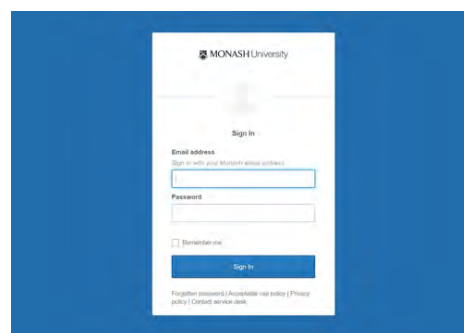 MONASH University
Sign In
Email address
Sign in with your Monash email address
Password
Remember me
Sign In
Forgotten password | Acceptable use policy | Privacy
policy | Contact service desk